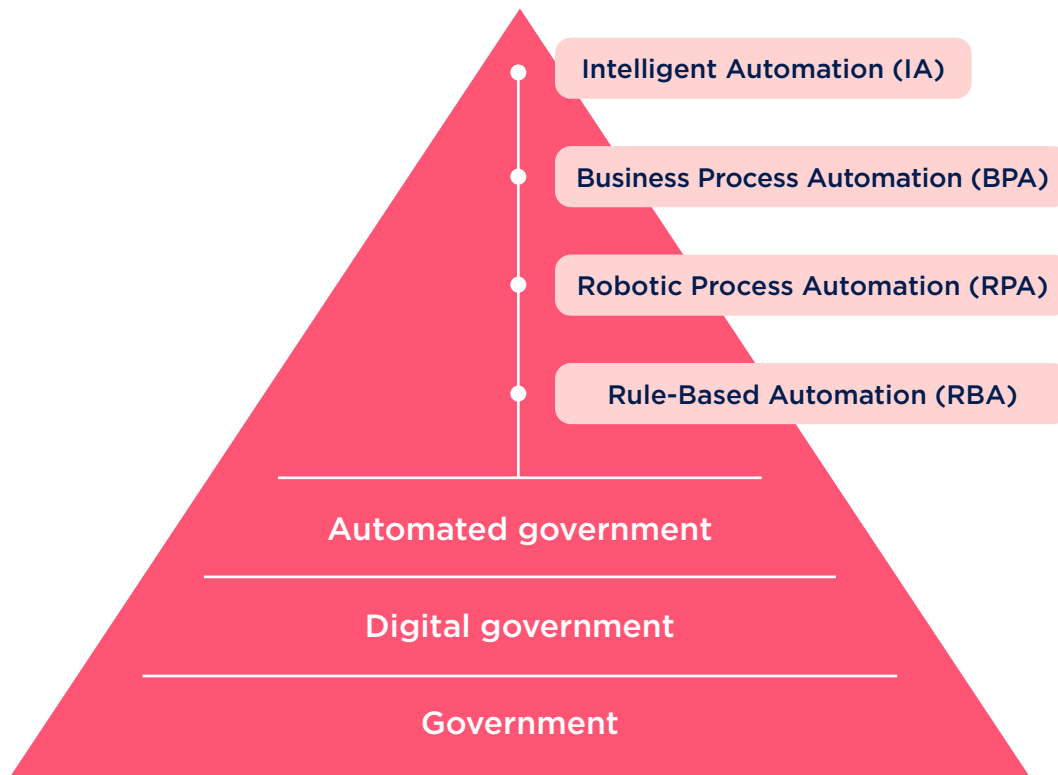 Intelligent Automation (IA)
Business Process Automation (BPA)
Robotic Process Automation (RPA)
Rule-Based Automation (RBA)
Automated government
Digital government
Government